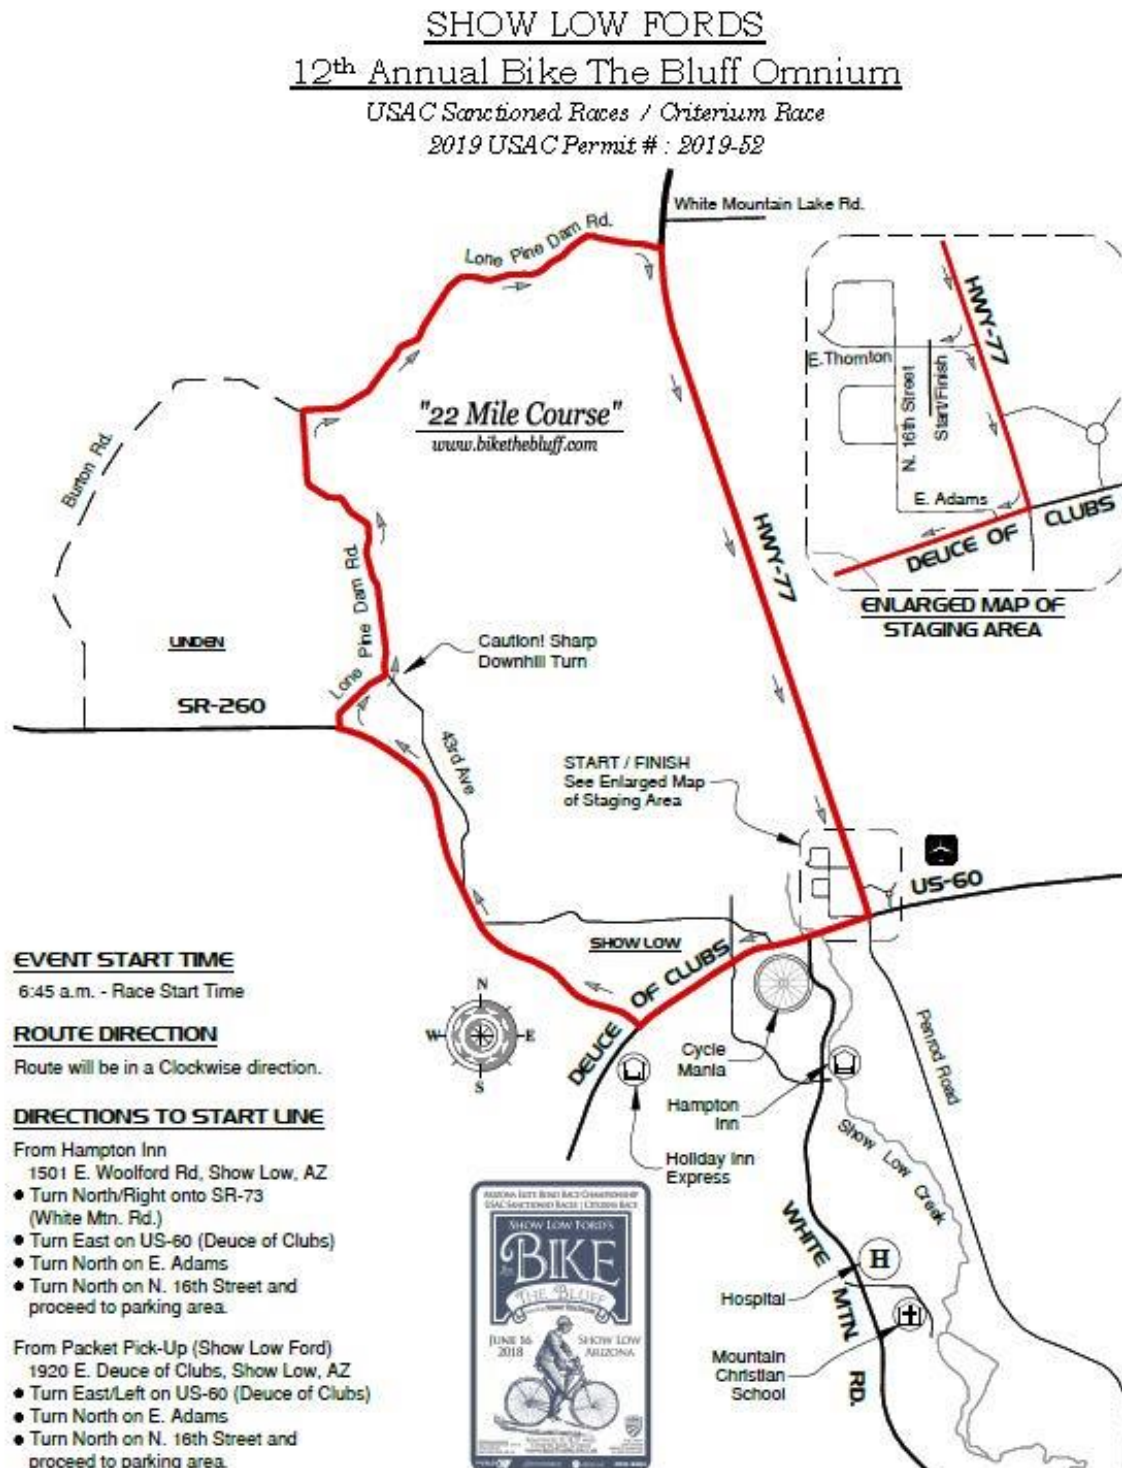 SHOW LOW FORDS
12th Annual Bike The Bluff Omnium
USAC Sanctioned Races / Criterium Race
2019 USAC Permit # : 2019-52
White Mountain Lake Rd.
Lone Pine Dam Rd.
HWY-77
E. Thornton
N. 16th Street
Start/Finish
E. Adams
DEUCE OF CLUBS
ENLARGED MAP OF
STAGING AREA
"22 Mile Course"
www.bikethebluff.com
Burton Rd.
HWY-77
Lone Pine Dam Rd.
LINDEN
Caution! Sharp
Downhill Turn
SR-260
43rd Ave
START / FINISH
See Enlarged Map
of Staging Area
US-60
SHOW LOW
DEUCE OF CLUBS
N
W
E
S
Cycle
Mania
Hampton
Inn
Holiday Inn
Express
Penrod Road
Show Low Creek
WHITE MTN. RD.
H
Hospital
Mountain
Christian
School
EVENT START TIME
6:45 a.m. - Race Start Time
ROUTE DIRECTION
Route will be in a Clockwise direction.
DIRECTIONS TO START LINE
From Hampton Inn
1501 E. Woolford Rd, Show Low, AZ
• Turn North/Right onto SR-73
(White Mtn. Rd.)
• Turn East on US-60 (Deuce of Clubs)
• Turn North on E. Adams
• Turn North on N. 16th Street and
proceed to parking area.
From Packet Pick-Up (Show Low Ford)
1920 E. Deuce of Clubs, Show Low, AZ
• Turn East/Left on US-60 (Deuce of Clubs)
• Turn North on E. Adams
• Turn North on N. 16th Street and
proceed to parking area.
ARIZONA ELITE ROAD RACE CHAMPIONSHIP
USAC SANCTIONED RACES | CITIZENS RACE
SHOW LOW FORD'S
BIKE
THE BLUFF
JUNE 16
2018
SHOW LOW
ARIZONA